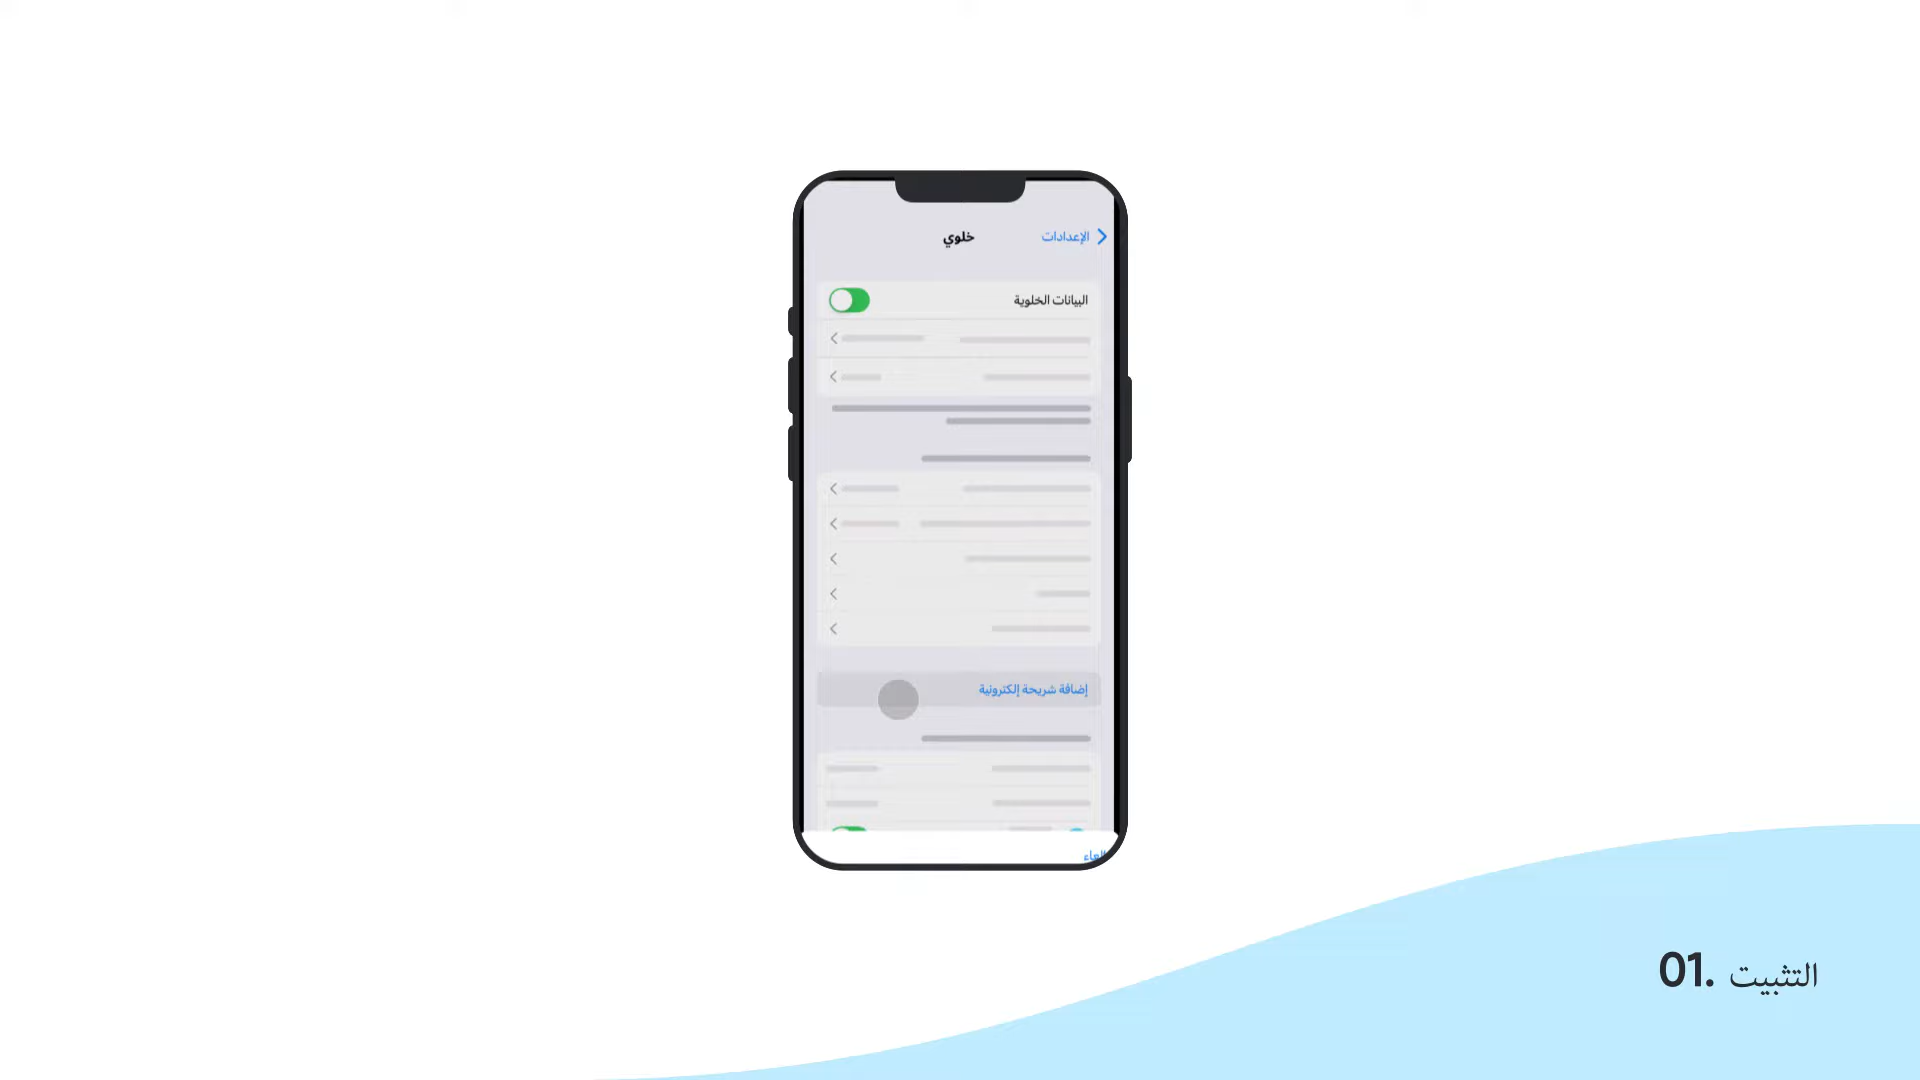 الإعدادات
خلوي
البيانات الخلوية
إضافة شريحة إلكترونية
التثبيت .01